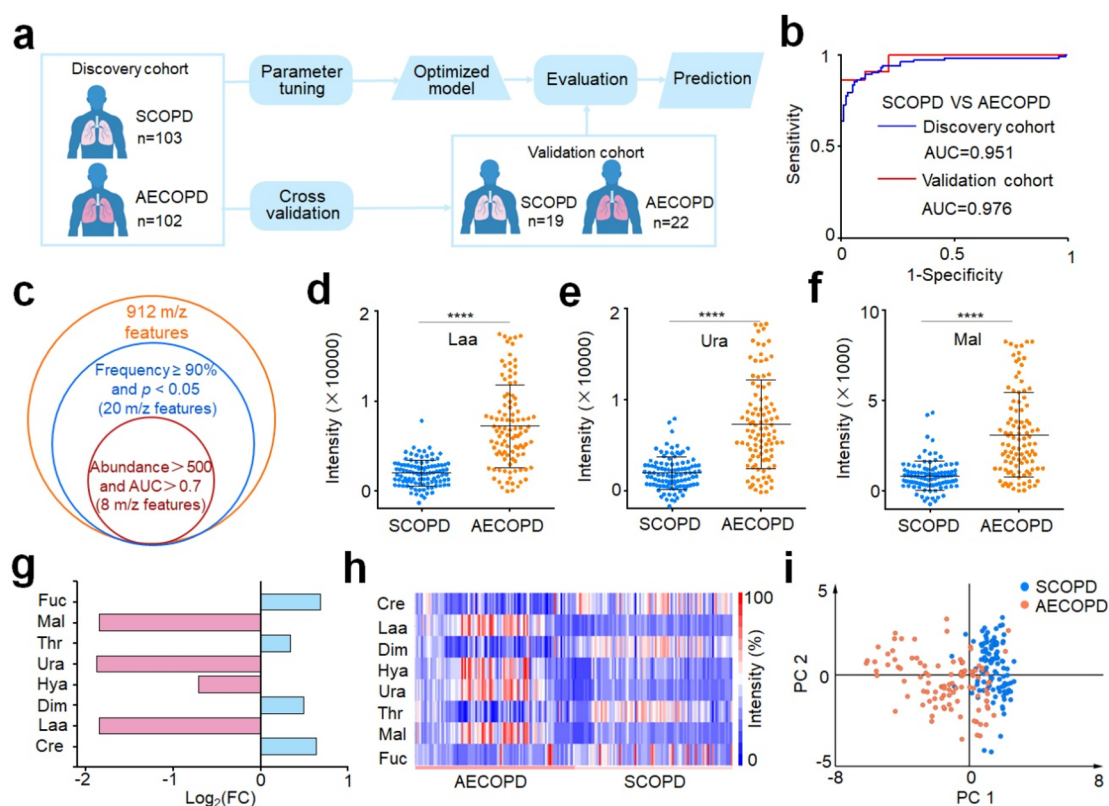 a
Discovery cohort
SCOPD
n=103
AECOPD
n=102
Parameter
tuning
Optimized
model
Evaluation
Prediction
Cross
validation
Validation cohort
SCOPD
n=19
AECOPD
n=22
b
Sensitivity
1
0.5
0
SCOPD VS AECOPD
Discovery cohort
AUC=0.951
Validation cohort
AUC=0.976
0
0.5
1
1-Specificity
c
912 m/z
features
Frequency ≥ 90%
and p < 0.05
(20 m/z features)
Abundance > 500
and AUC > 0.7
(8 m/z features)
d
Intensity (×10000)
2
1
0
****
Laa
SCOPD
AECOPD
e
Intensity (×10000)
2
1
0
****
Ura
SCOPD
AECOPD
f
Intensity (×1000)
10
5
0
****
Mal
SCOPD
AECOPD
g
Fuc
Mal
Thr
Ura
Hya
Dim
Laa
Cre
-2
-1
0
1
Log2(FC)
h
Cre
Laa
Dim
Hya
Ura
Thr
Mal
Fuc
AECOPD
SCOPD
100
Intensity (%)
0
i
SCOPD
AECOPD
PC 2
5
0
-5
-8
0
8
PC 1